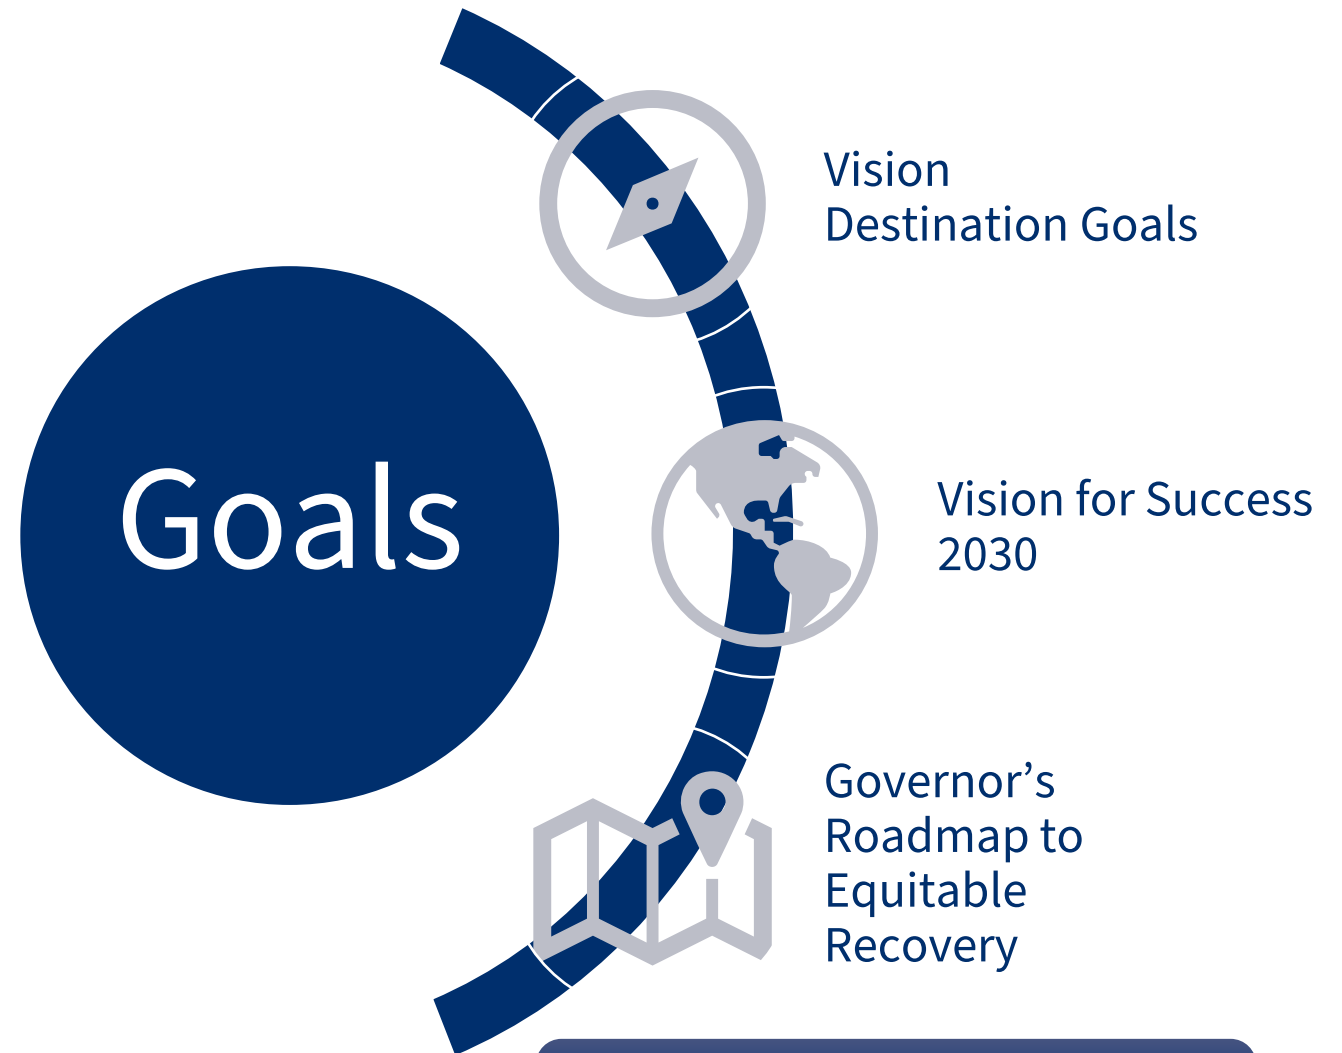 Goals
Vision
Destination Goals
Vision for Success
2030
Governor’s
Roadmap to
Equitable
Recovery